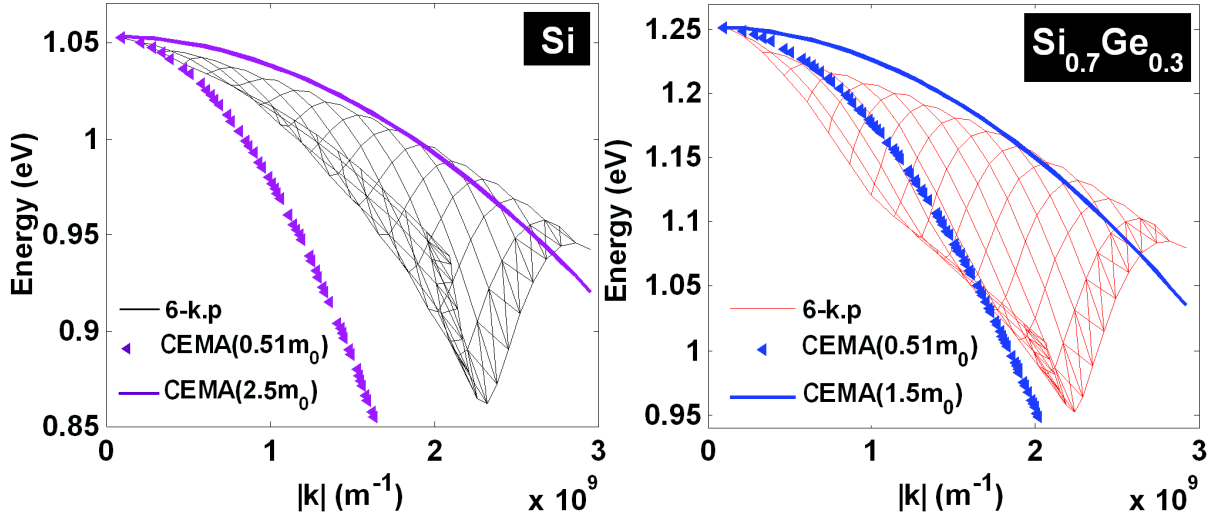 Si
Energy (eV)
1.05
1
0.95
0.9
0.85
6-k.p
CEMA(0.51m0)
CEMA(2.5m0)
0
1
2
3
|k| (m-1)
x 10^9
Si0.7Ge0.3
Energy (eV)
1.25
1.2
1.15
1.1
1.05
1
0.95
6-k.p
CEMA(0.51m0)
CEMA(1.5m0)
0
1
2
3
|k| (m-1)
x 10^9